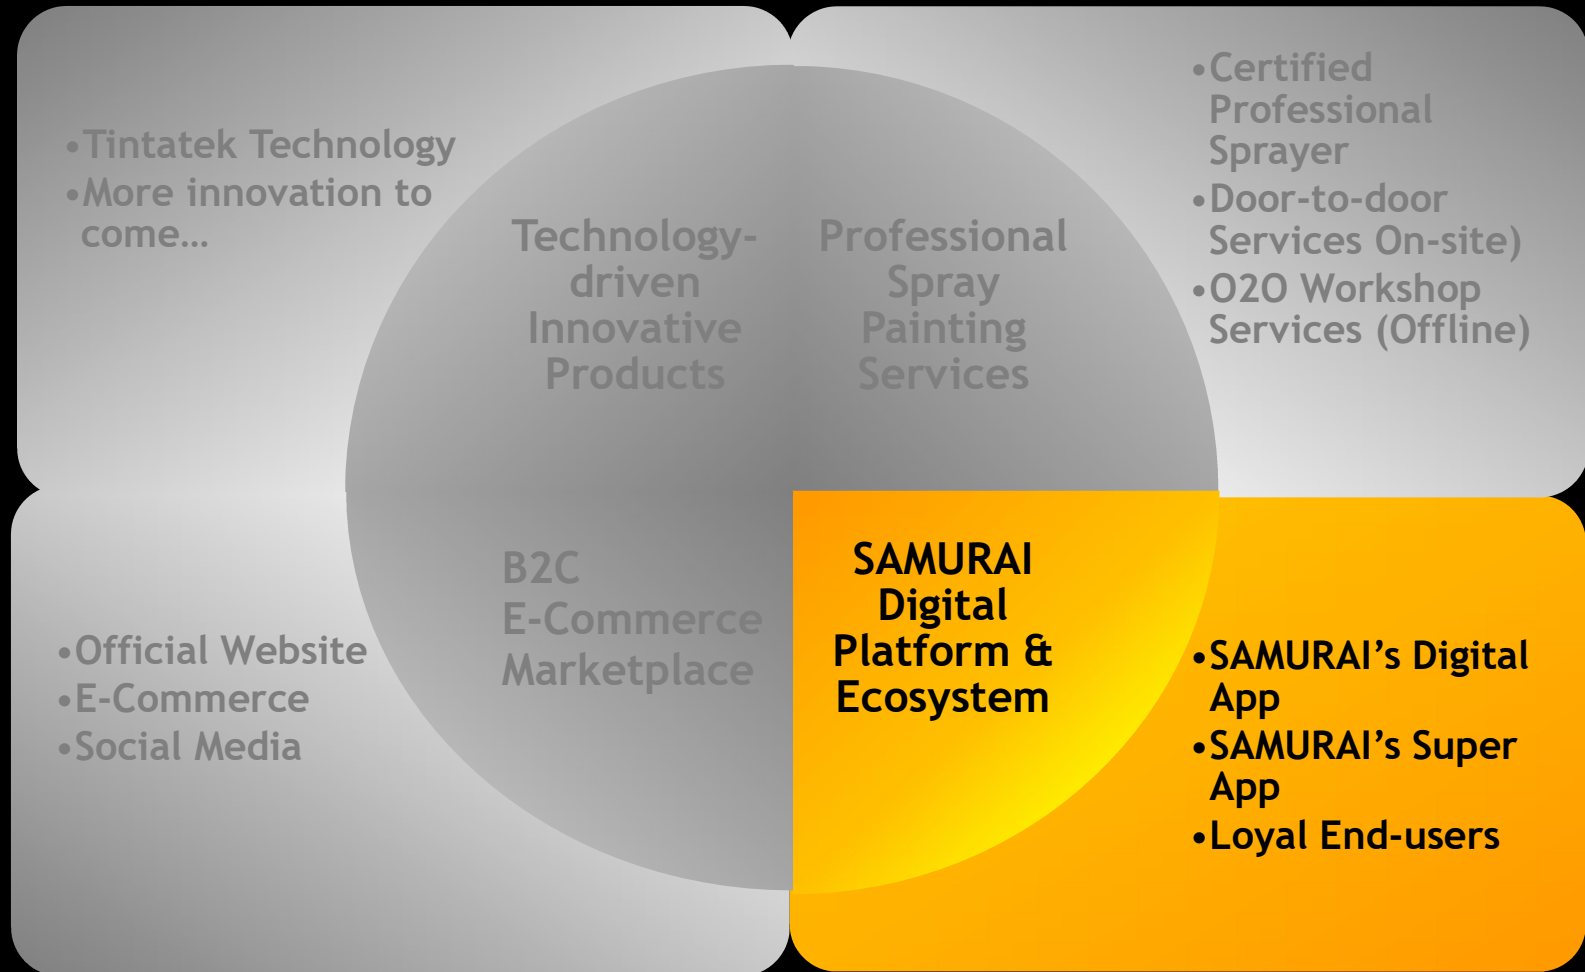 •Tintatek Technology
•More innovation to
come…
Technology-
driven
Innovative
Products
Professional
Spray
Painting
Services
•Certified
Professional
Sprayer
•Door-to-door
Services On-site)
•O2O Workshop
Services (Offline)
•Official Website
•E-Commerce
•Social Media
B2C
E-Commerce
Marketplace
SAMURAI
Digital
Platform &
Ecosystem
•SAMURAI’s Digital
App
•SAMURAI’s Super
App
•Loyal End-users